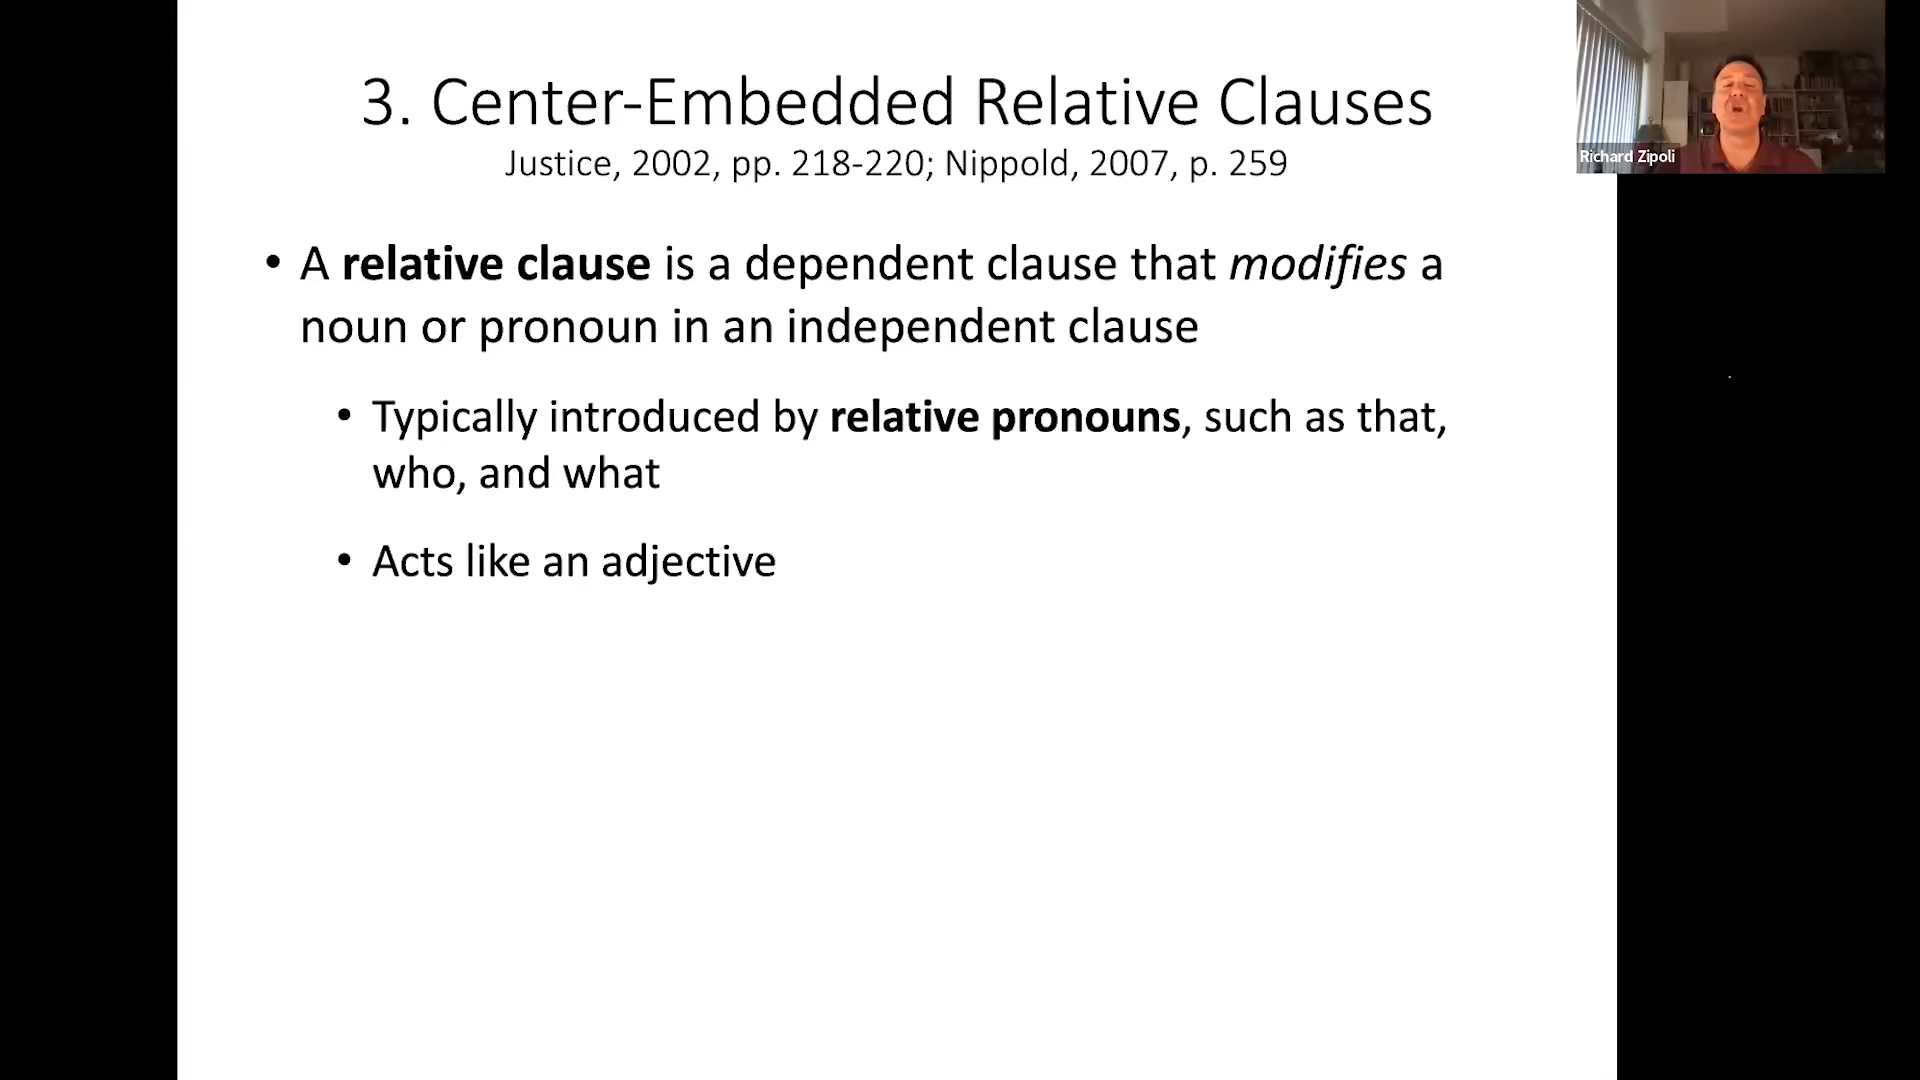 3. Center-Embedded Relative Clauses
Justice, 2002, pp. 218-220; Nippold, 2007, p. 259
Richard Zipoli
• A relative clause is a dependent clause that modifies a
noun or pronoun in an independent clause
• Typically introduced by relative pronouns, such as that,
who, and what
• Acts like an adjective